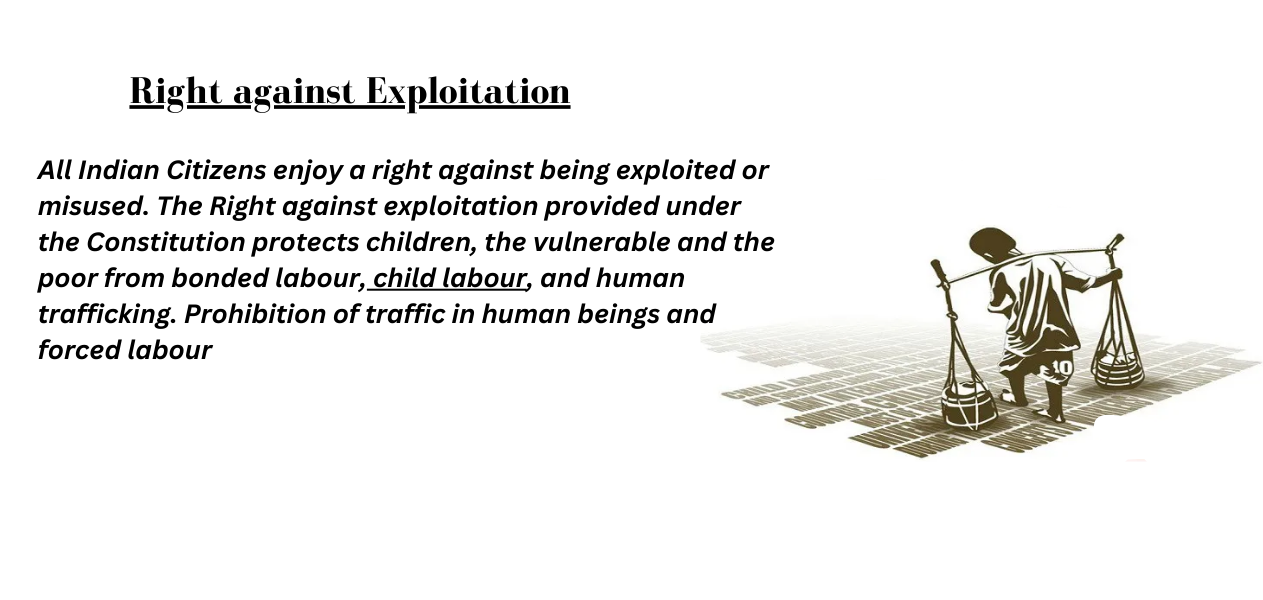 Right against Exploitation
All Indian Citizens enjoy a right against being exploited or
misused. The Right against exploitation provided under
the Constitution protects children, the vulnerable and the
poor from bonded labour, child labour, and human
trafficking. Prohibition of traffic in human beings and
forced labour
10